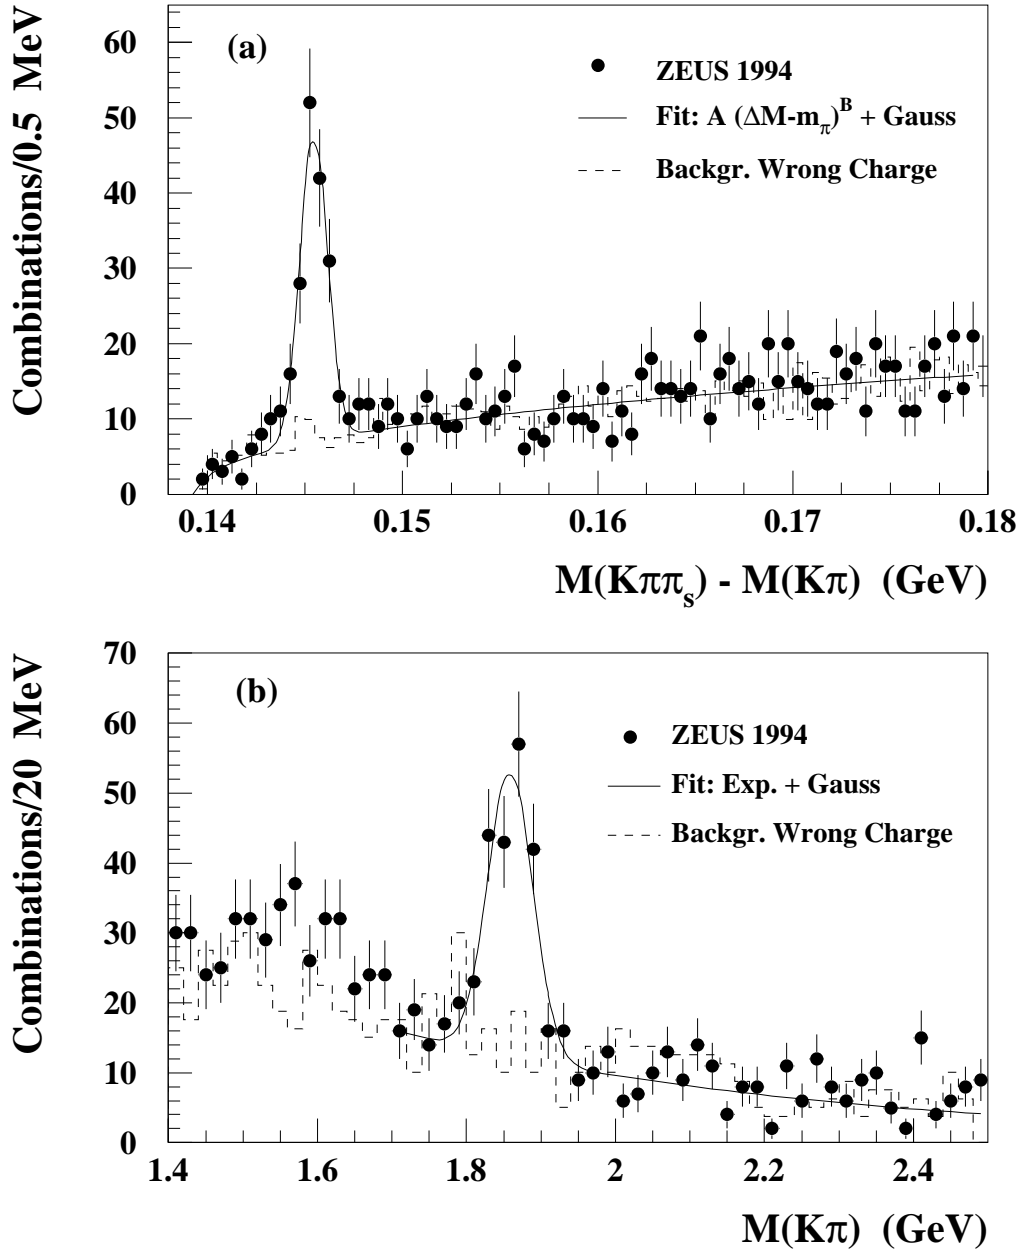 Combinations/0.5 MeV
60
50
40
30
20
10
0
(a)
ZEUS 1994
Fit: A (ΔM-m_π)^B + Gauss
Backgr. Wrong Charge
0.14 0.15 0.16 0.17 0.18
M(Kππ_s) - M(Kπ) (GeV)
Combinations/20 MeV
70
60
50
40
30
20
10
0
(b)
ZEUS 1994
Fit: Exp. + Gauss
Backgr. Wrong Charge
1.4 1.6 1.8 2 2.2 2.4
M(Kπ) (GeV)